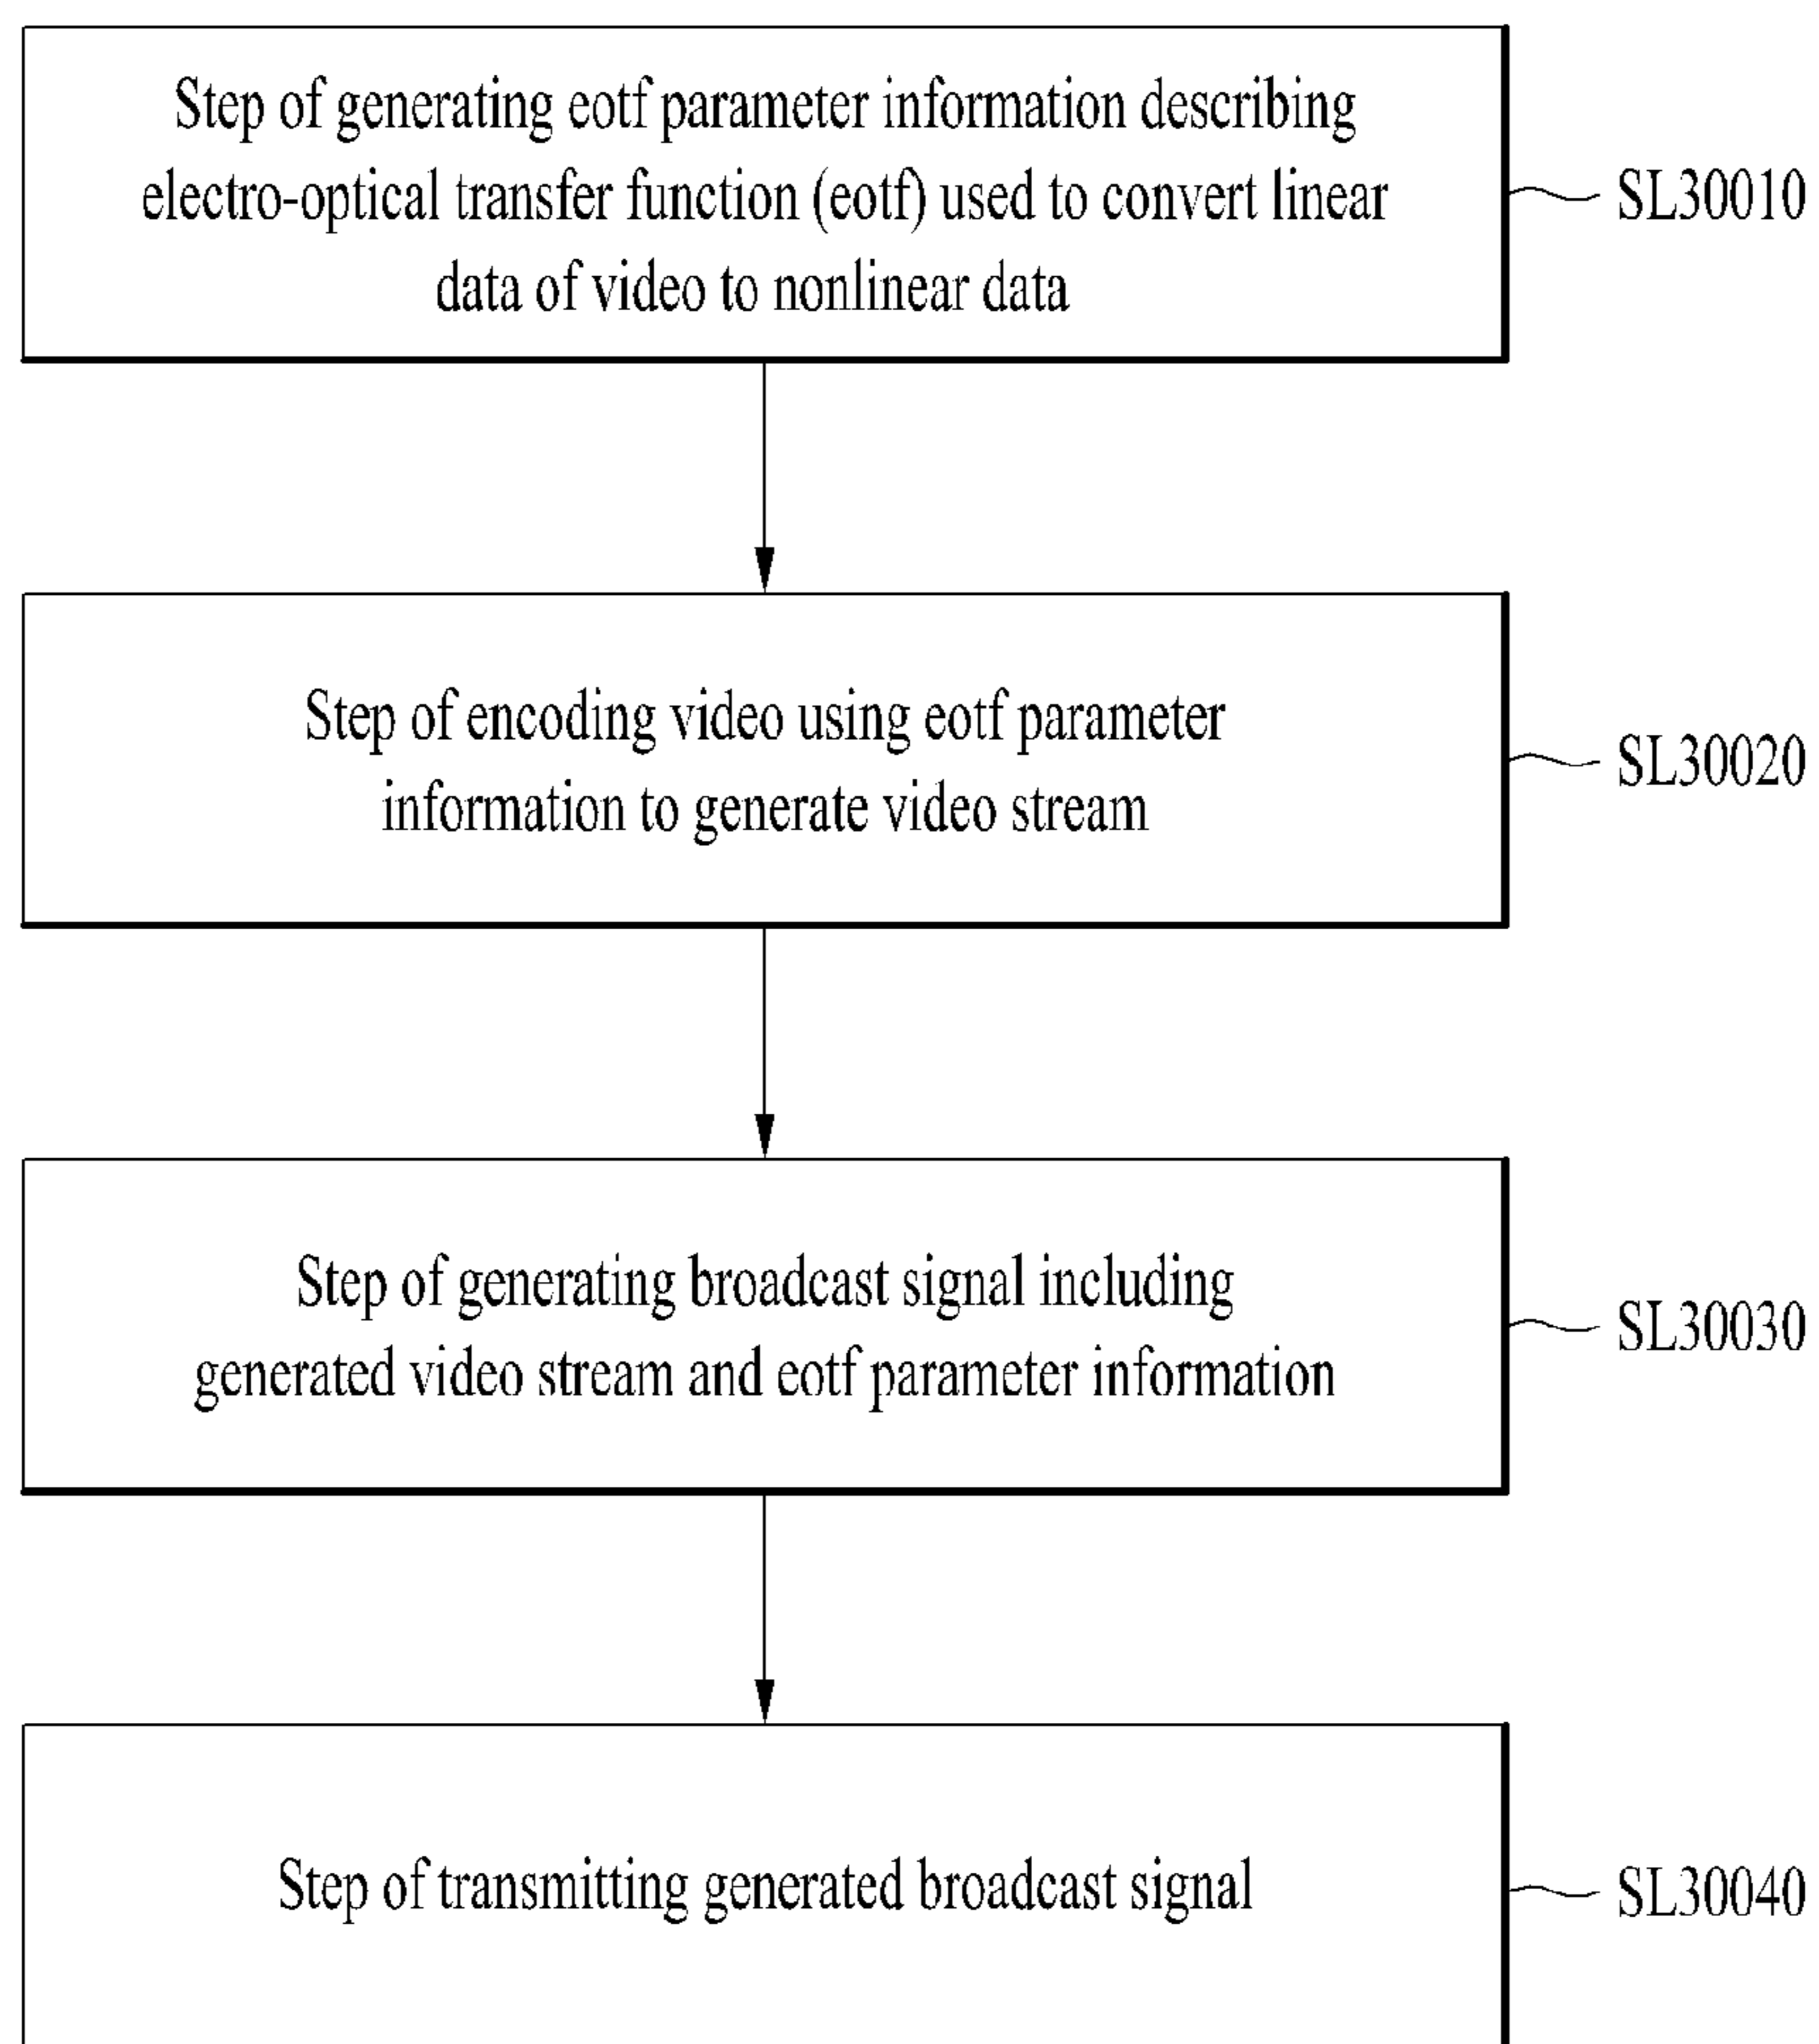 Step of generating eotf parameter information describing
electro-optical transfer function (eotf) used to convert linear
data of video to nonlinear data
SL30010
Step of encoding video using eotf parameter
information to generate video stream
SL30020
Step of generating broadcast signal including
generated video stream and eotf parameter information
SL30030
Step of transmitting generated broadcast signal
SL30040